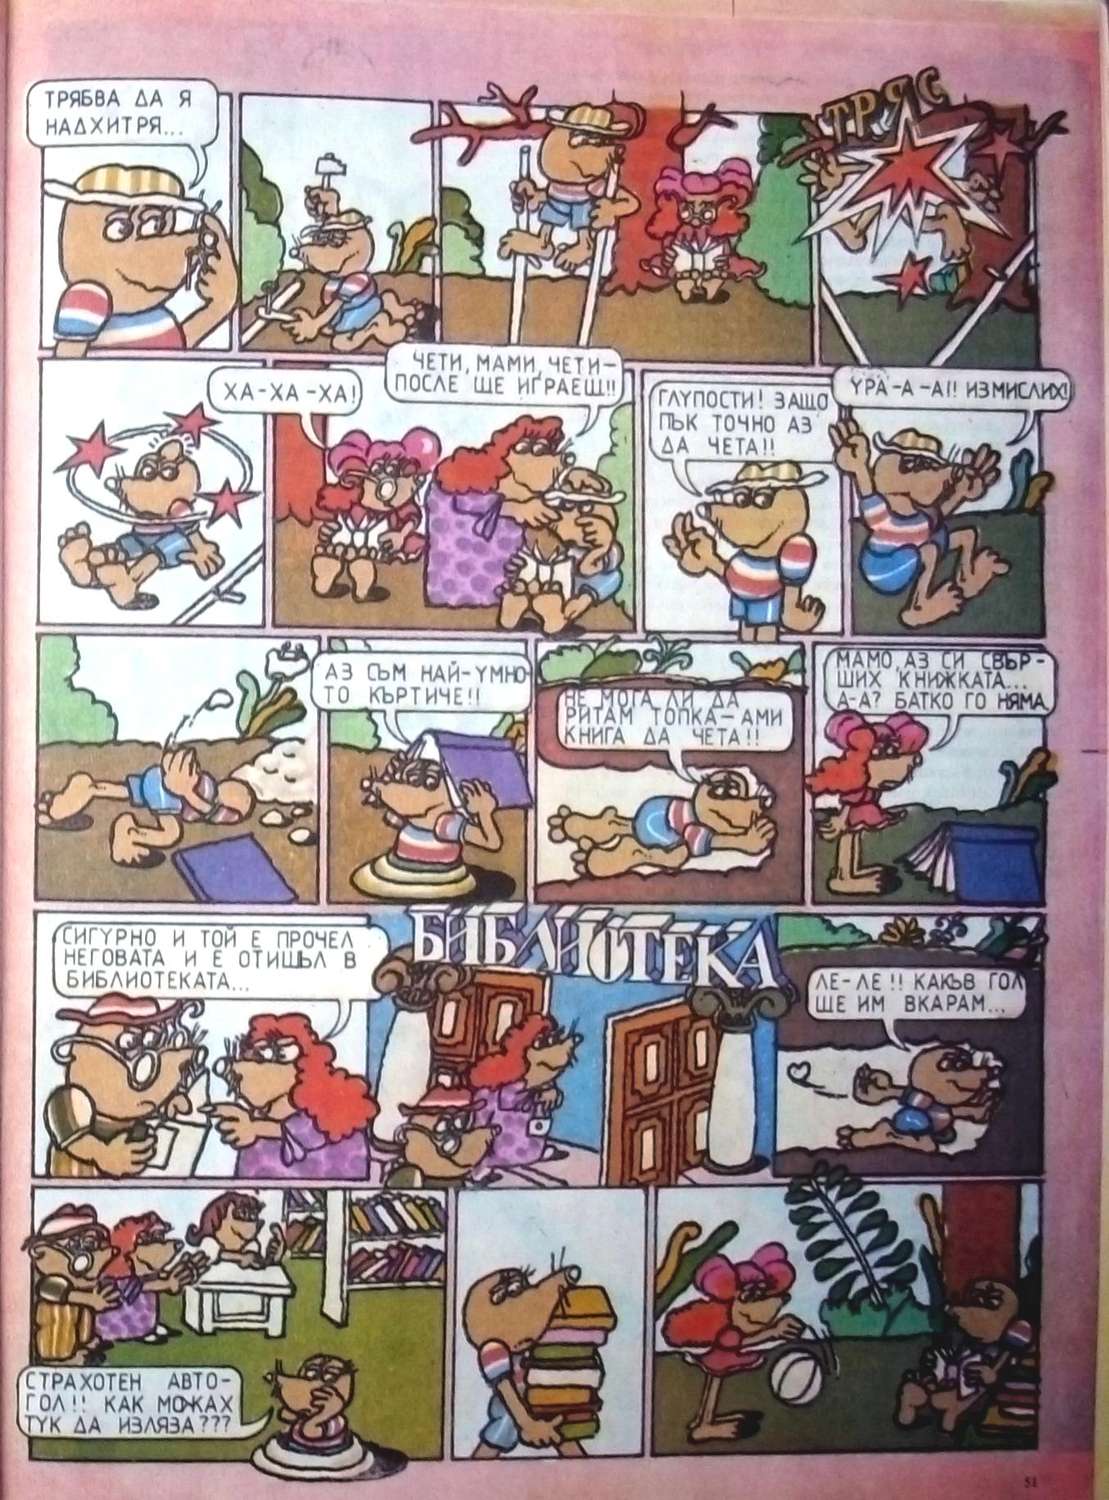 ТРЯБВА ДА Я
НАДХИТРЯ...
ТРЯС
ХА-ХА-ХА!
ЧЕТИ, МАМИ, ЧЕТИ-
ПОСЛЕ ЩЕ ИГРАЕШ!!
ГЛУПОСТИ! ЗАЩО
ПЪК ТОЧНО АЗ
ДА ЧЕТА!!
УРА-А-А!! ИЗМИСЛИХ!
АЗ СЪМ НАЙ-УМНО
ТО КЪРТИЧЕ!!
НЕ МОГА ЛИ ДА
РИТАМ ТОПКА-АМИ
КНИГА ДА ЧЕТА!!
МАМО, АЗ СИ СВЪР-
ШИХ КНИЖКАТА...
А-А? БАТКО ГО НЯМА
СИГУРНО И ТОЙ Е ПРОЧЕЛ
НЕГОВАТА И Е ОТИШЪЛ В
БИБЛИОТЕКАТА...
БИБЛИОТЕКА
ЛЕ-ЛЕ!! КАКЪВ ГОЛ
ЩЕ ИМ ВКАРАМ...
СТРАХОТЕН АВТО-
ГОЛ!! КАК МОЖАХ
ТУК ДА ИЗЛЯЗА???
51